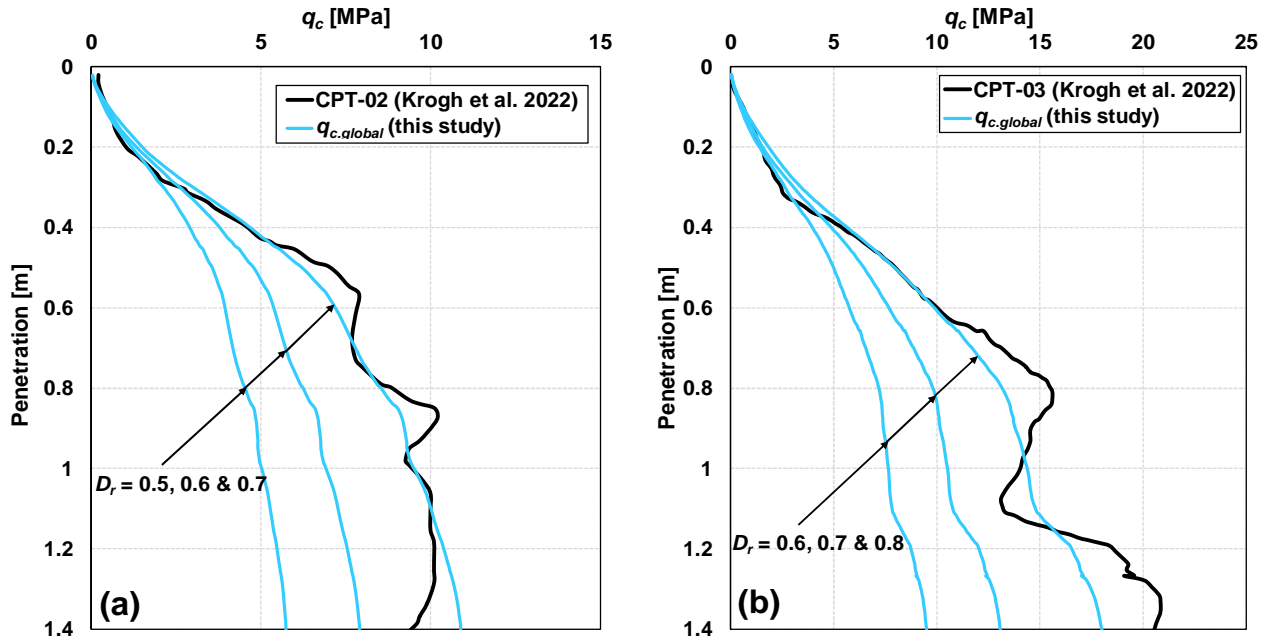 q_c [MPa]
0 5 10 15
0
0.2
0.4
0.6
0.8
1
1.2
1.4
Penetration [m]
CPT-02 (Krogh et al. 2022)
q_c.global (this study)
D_r = 0.5, 0.6 & 0.7
(a)
q_c [MPa]
0 5 10 15 20 25
0
0.2
0.4
0.6
0.8
1
1.2
1.4
Penetration [m]
CPT-03 (Krogh et al. 2022)
q_c.global (this study)
D_r = 0.6, 0.7 & 0.8
(b)